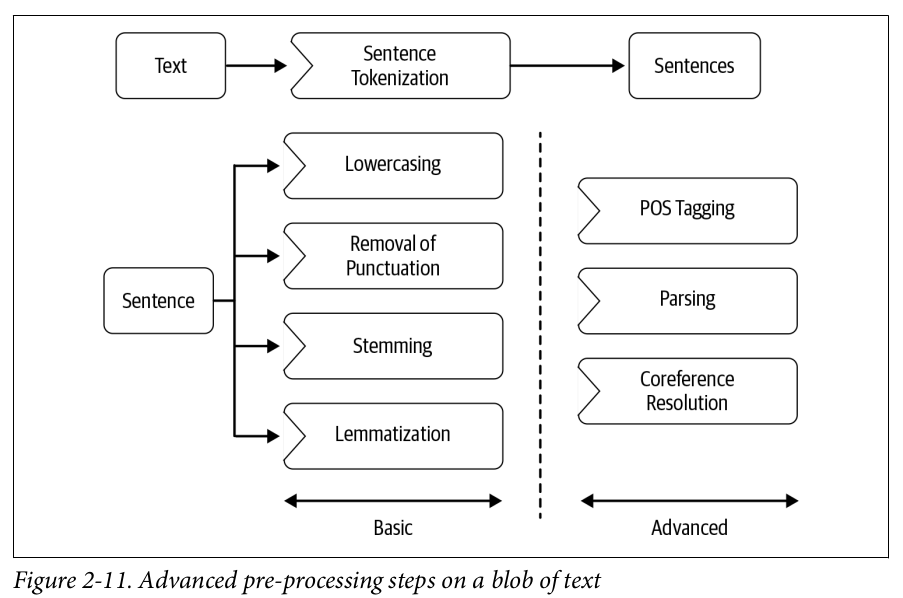 Text
Sentence
Tokenization
Sentences
Sentence
Lowercasing
Removal of
Punctuation
Stemming
Lemmatization
Basic
POS Tagging
Parsing
Coreference
Resolution
Advanced
Figure 2-11. Advanced pre-processing steps on a blob of text